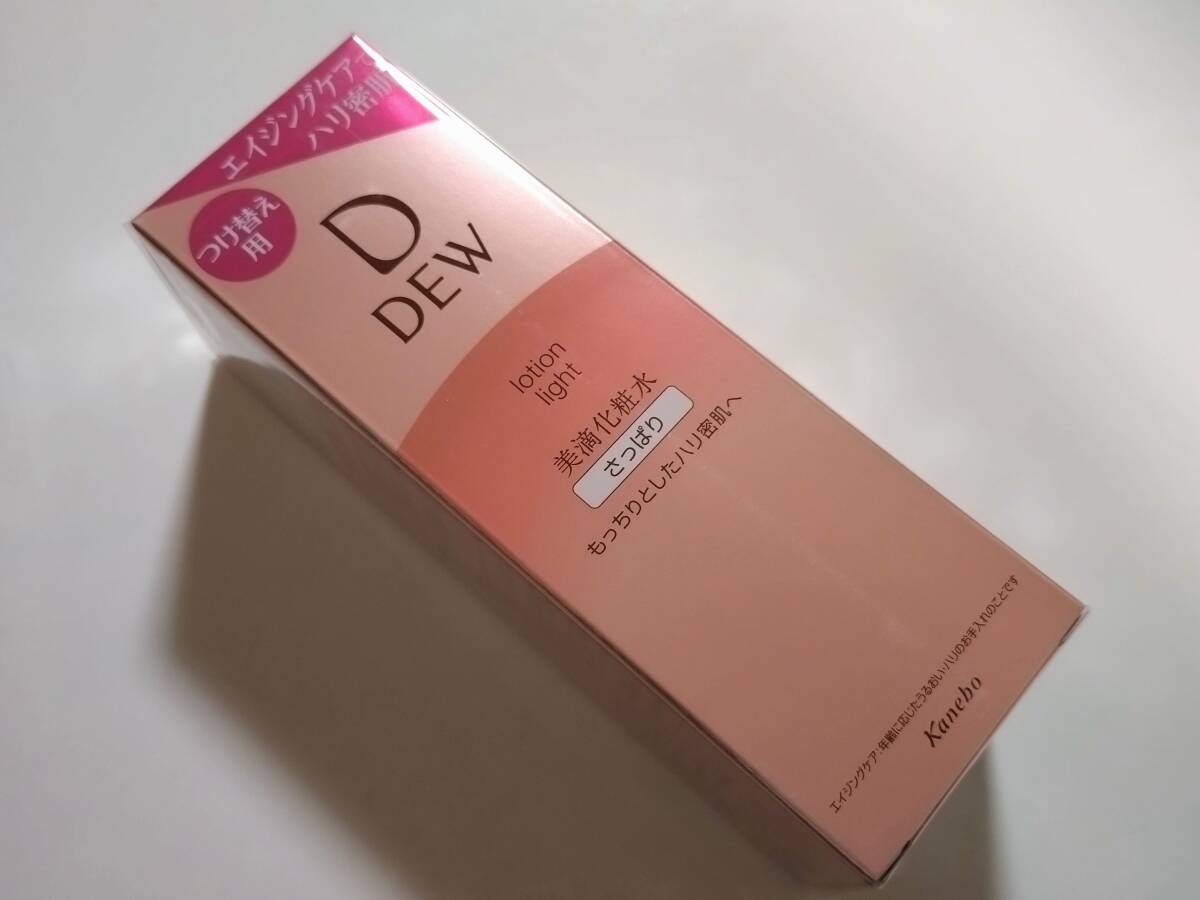 エイジングケアで
ハリ密肌
つけ替え
用
D
DEW
lotion
light
美滴化粧水
さっぱり
もっちりとしたハリ密肌へ
エイジングケア:年齢に応じたうるおい・ハリのお手入れのことです
Kanebo